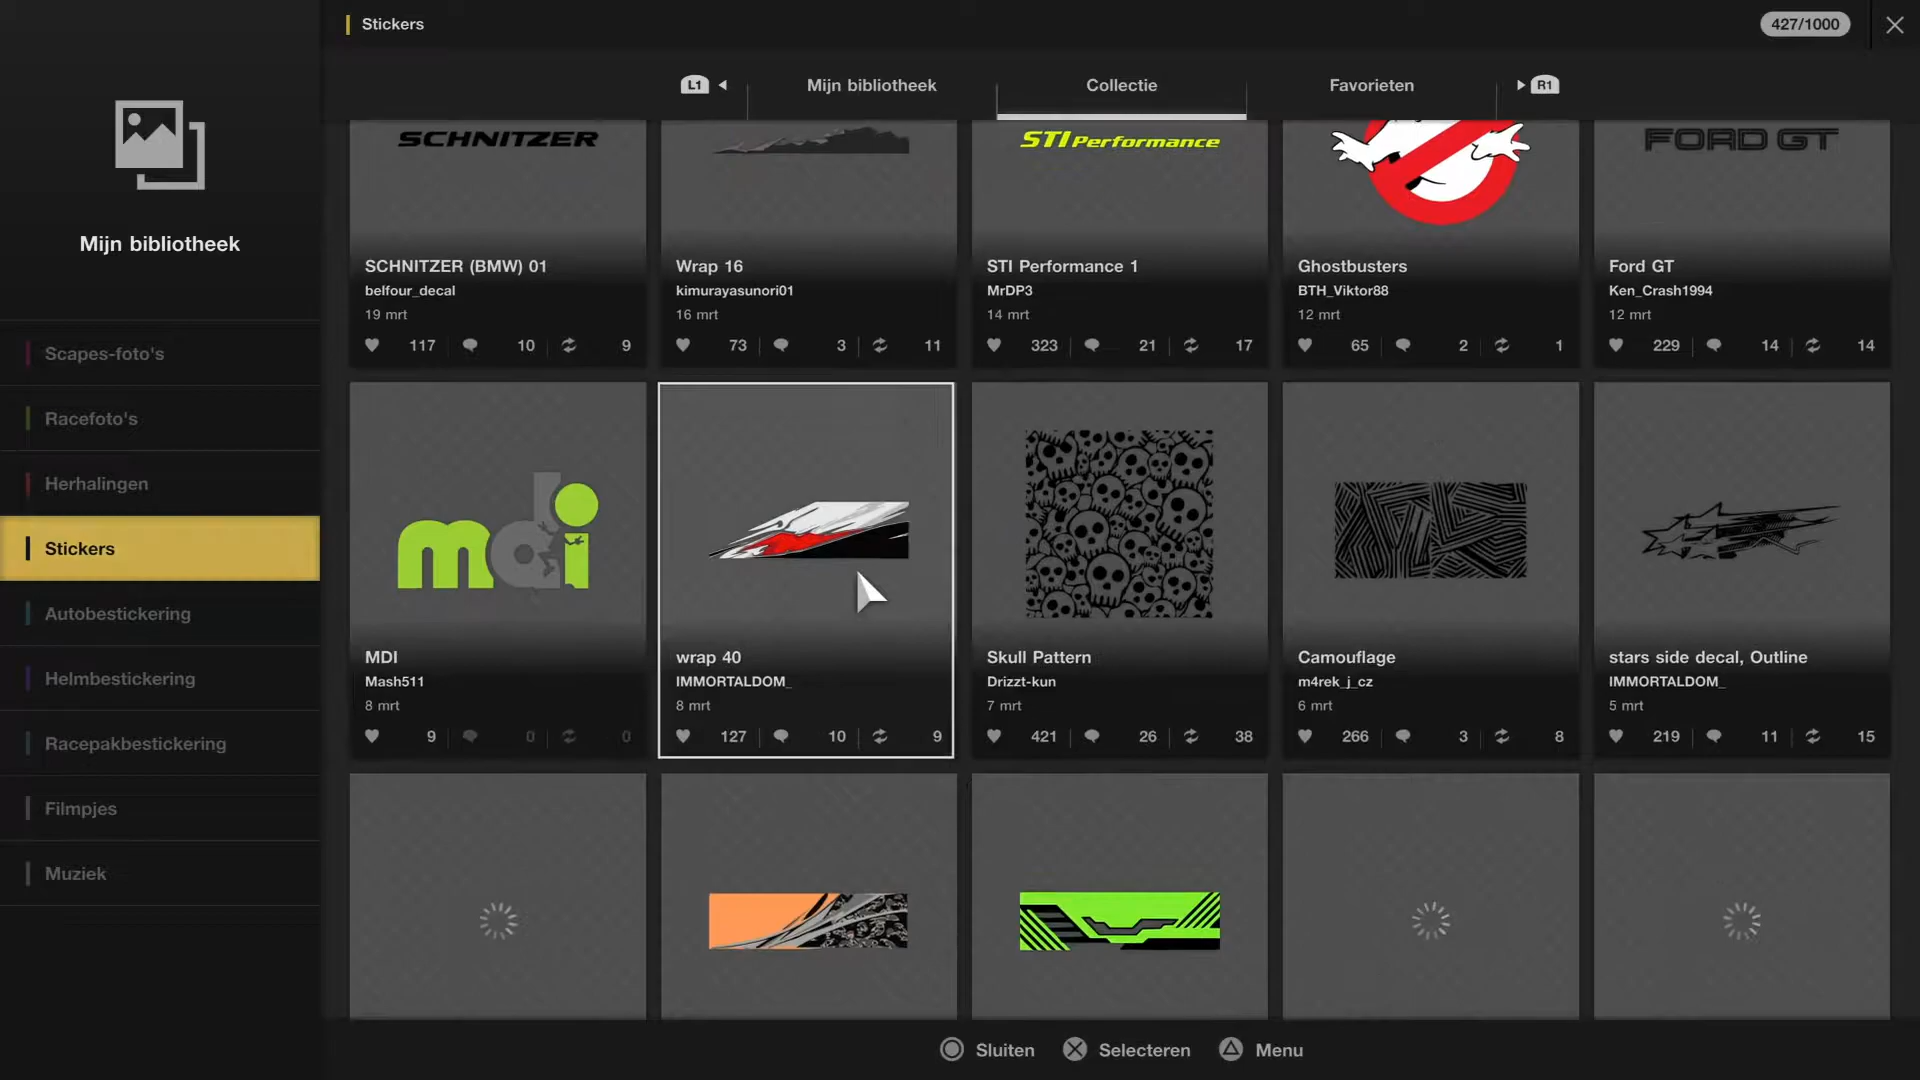 Stickers
427/1000
L1
Mijn bibliotheek
Collectie
Favorieten
R1
Mijn bibliotheek
Scapes-foto's
Racefoto's
Herhalingen
Stickers
Autobestickering
Helmbestickering
Racepakbestickering
Filmpjes
Muziek
SCHNITZER
STI Performance
FORD GT
SCHNITZER (BMW) 01
belfour_decal
19 mrt
117 10 9
Wrap 16
kimurayasunori01
16 mrt
73 3 11
STI Performance 1
MrDP3
14 mrt
323 21 17
Ghostbusters
BTH_Viktor88
12 mrt
65 2 1
Ford GT
Ken_Crash1994
12 mrt
229 14 14
mdi
MDI
Mash511
8 mrt
9 0 0
wrap 40
IMMORTALDOM_
8 mrt
127 10 9
Skull Pattern
Drizzt-kun
7 mrt
421 26 38
Camouflage
m4rek_j_cz
6 mrt
266 3 8
stars side decal, Outline
IMMORTALDOM_
5 mrt
219 11 15
Sluiten
Selecteren
Menu